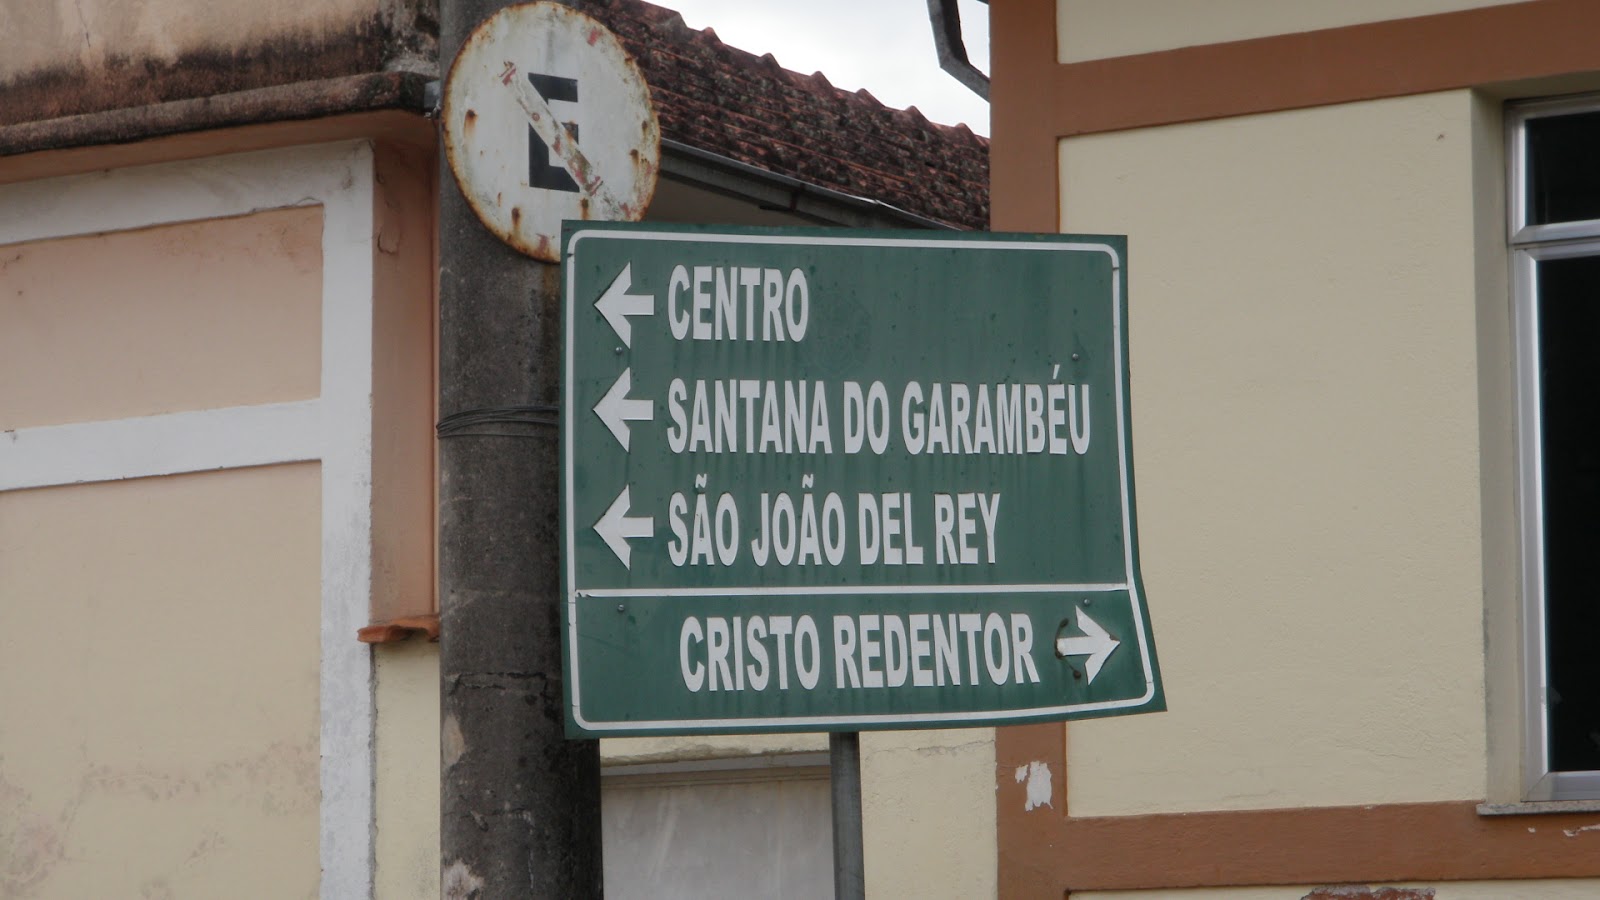 E
CENTRO
SANTANA DO GARAMBÉU
SÃO JOÃO DEL REY
CRISTO REDENTOR